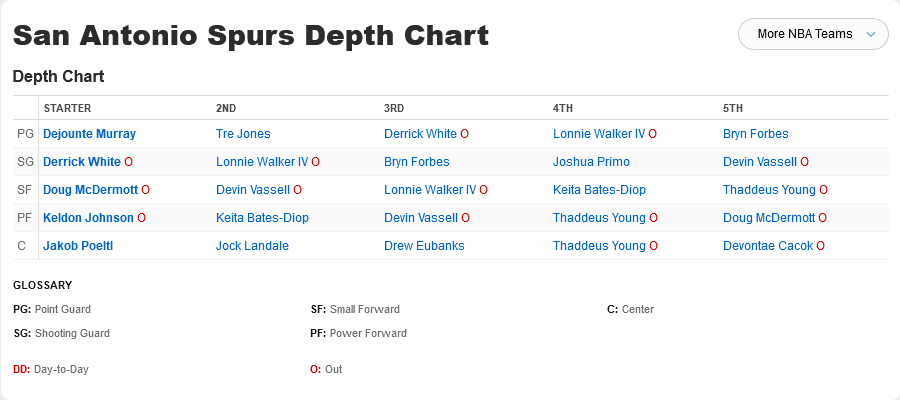 San Antonio Spurs Depth Chart
More NBA Teams
Depth Chart
STARTER 2ND 3RD 4TH 5TH
PG Dejounte Murray Tre Jones Derrick White O Lonnie Walker IV O Bryn Forbes
SG Derrick White O Lonnie Walker IV O Bryn Forbes Joshua Primo Devin Vassell O
SF Doug McDermott O Devin Vassell O Lonnie Walker IV O Keita Bates-Diop Thaddeus Young O
PF Keldon Johnson O Keita Bates-Diop Devin Vassell O Thaddeus Young O Doug McDermott O
C Jakob Poeltl Jock Landale Drew Eubanks Thaddeus Young O Devontae Cacok O
GLOSSARY
PG: Point Guard SF: Small Forward C: Center
SG: Shooting Guard PF: Power Forward
DD: Day-to-Day O: Out